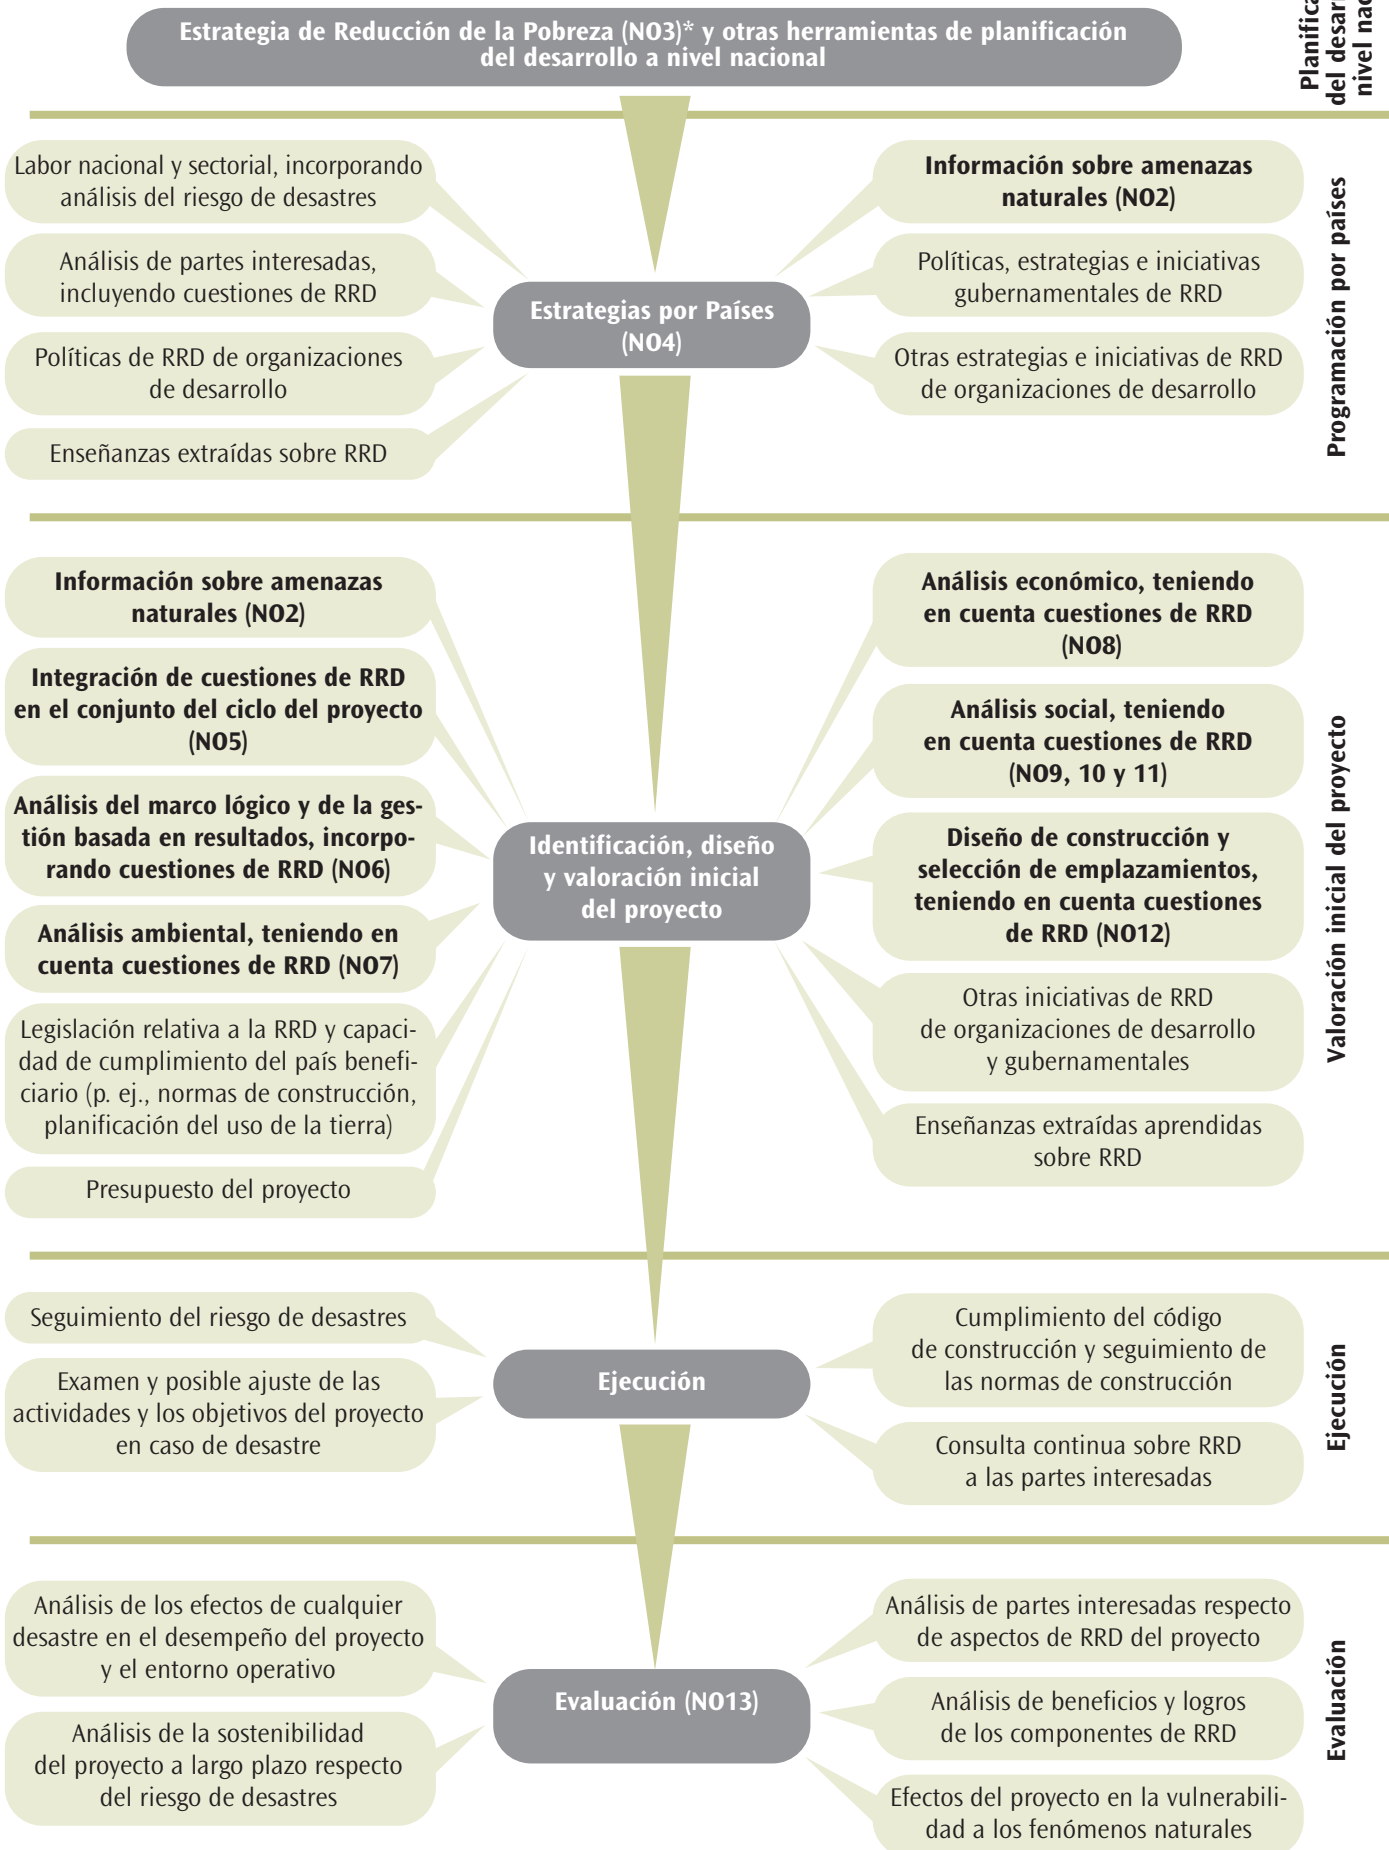 Estrategia de Reducción de la Pobreza (NO3)* y otras herramientas de planificación
del desarrollo a nivel nacional
del desarr
nivel nac
Labor nacional y sectorial, incorporando
análisis del riesgo de desastres
Análisis de partes interesadas,
incluyendo cuestiones de RRD
Políticas de RRD de organizaciones
de desarrollo
Enseñanzas extraídas sobre RRD
Estrategias por Países
(NO4)
Información sobre amenazas
naturales (NO2)
Políticas, estrategias e iniciativas
gubernamentales de RRD
Otras estrategias e iniciativas de RRD
de organizaciones de desarrollo
Programación por países
Información sobre amenazas
naturales (NO2)
Integración de cuestiones de RRD
en el conjunto del ciclo del proyecto
(NO5)
Análisis del marco lógico y de la ges-
tión basada en resultados, incorpo-
rando cuestiones de RRD (NO6)
Análisis ambiental, teniendo en
cuenta cuestiones de RRD (NO7)
Legislación relativa a la RRD y capaci-
dad de cumplimiento del país benefi-
ciario (p. ej., normas de construcción,
planificación del uso de la tierra)
Presupuesto del proyecto
Identificación, diseño
y valoración inicial
del proyecto
Análisis económico, teniendo
en cuenta cuestiones de RRD
(NO8)
Análisis social, teniendo
en cuenta cuestiones de RRD
(NO9, 10 y 11)
Diseño de construcción y
selección de emplazamientos,
teniendo en cuenta cuestiones
de RRD (NO12)
Otras iniciativas de RRD
de organizaciones de desarrollo
y gubernamentales
Enseñanzas extraídas aprendidas
sobre RRD
Valoración inicial del proyecto
Seguimiento del riesgo de desastres
Examen y posible ajuste de las
actividades y los objetivos del proyecto
en caso de desastre
Ejecución
Cumplimiento del código
de construcción y seguimiento de
las normas de construcción
Consulta continua sobre RRD
a las partes interesadas
Ejecución
Análisis de los efectos de cualquier
desastre en el desempeño del proyecto
y el entorno operativo
Análisis de la sostenibilidad
del proyecto a largo plazo respecto
del riesgo de desastres
Evaluación (NO13)
Análisis de partes interesadas respecto
de aspectos de RRD del proyecto
Análisis de beneficios y logros
de los componentes de RRD
Efectos del proyecto en la vulnerabili-
dad a los fenómenos naturales
Evaluación